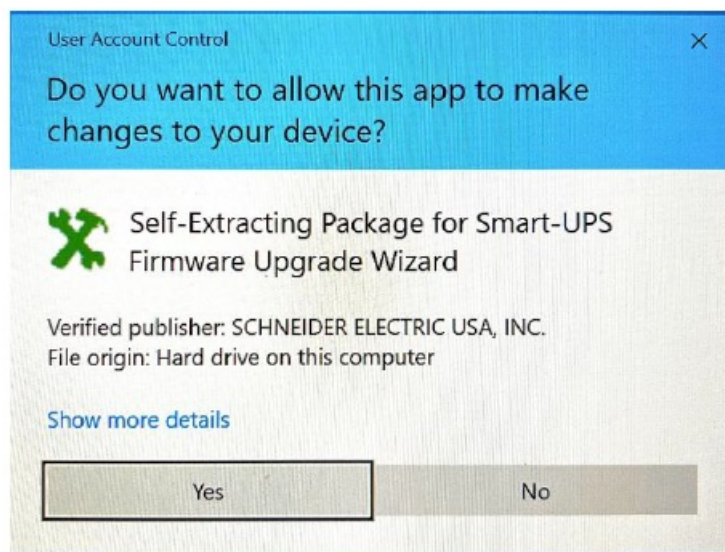 User Account Control
Do you want to allow this app to make
changes to your device?
Self-Extracting Package for Smart-UPS
Firmware Upgrade Wizard
Verified publisher: SCHNEIDER ELECTRIC USA, INC.
File origin: Hard drive on this computer
Show more details
Yes
No